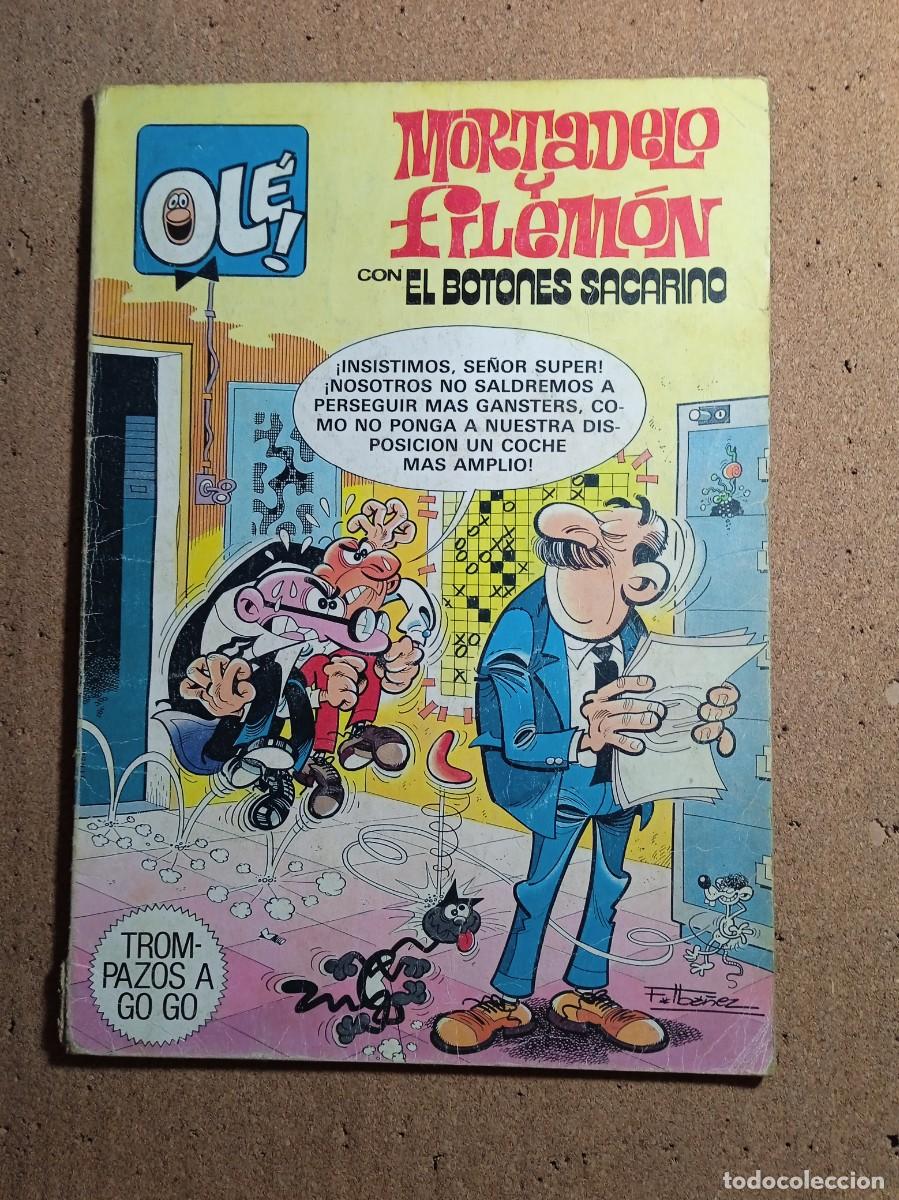 OLÉ!
MORTADELO
Y
FILEMÓN
CON EL BOTONES SACARINO
¡INSISTIMOS, SEÑOR SUPER!
¡NOSOTROS NO SALDREMOS A
PERSEGUIR MAS GANSTERS, CO-
MO NO PONGA A NUESTRA DIS-
POSICION UN COCHE
MAS AMPLIO!
TROM-
PAZOS A
GO GO
F. Ibáñez
todocoleccion